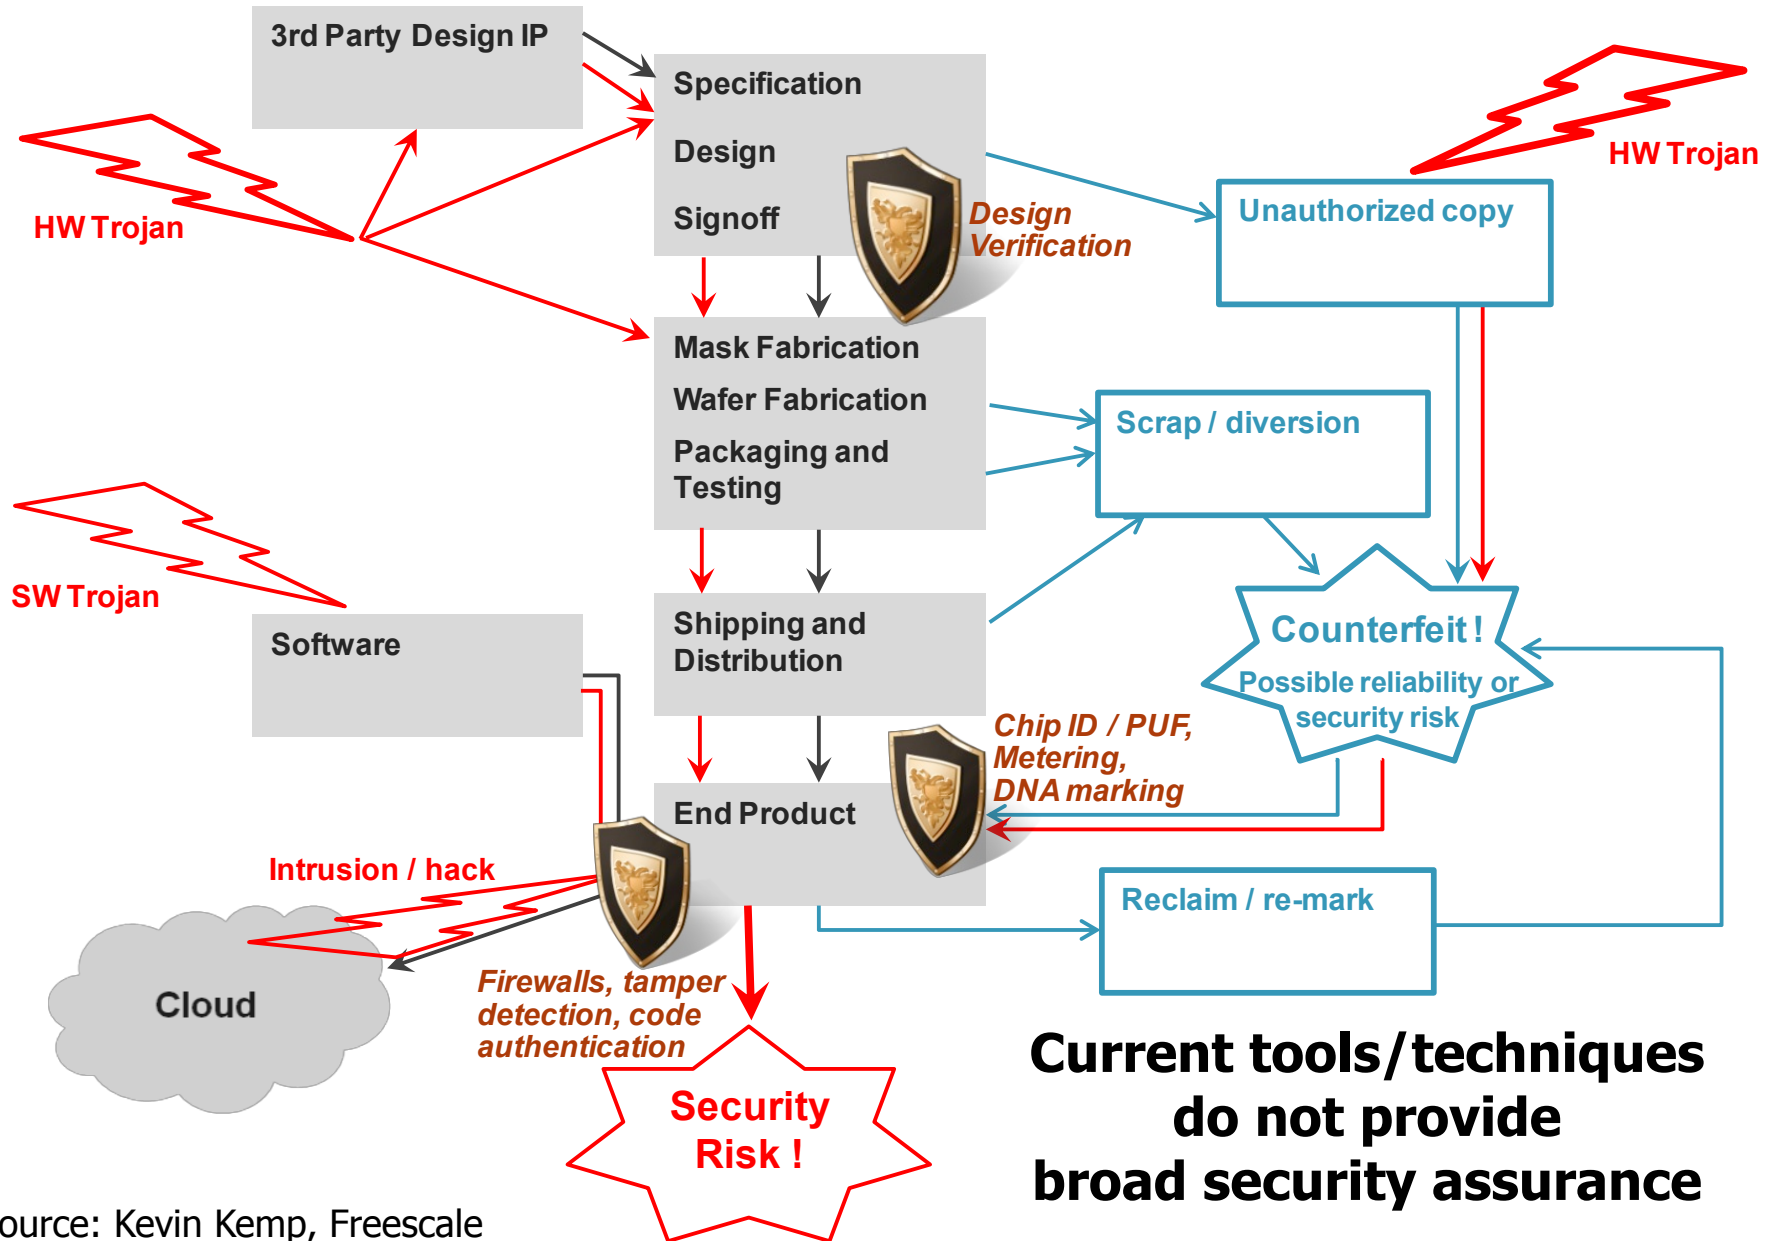 3rd Party Design IP
Specification
Design
Signoff
HW Trojan
HW Trojan
Design
Verification
Unauthorized copy
Mask Fabrication
Wafer Fabrication
Packaging and
Testing
Scrap / diversion
SW Trojan
Software
Shipping and
Distribution
Counterfeit !
Possible reliability or
security risk
Chip ID / PUF,
Metering,
DNA marking
End Product
Intrusion / hack
Reclaim / re-mark
Cloud
Firewalls, tamper
detection, code
authentication
Security
Risk !
Current tools/techniques
do not provide
broad security assurance
ource: Kevin Kemp, Freescale